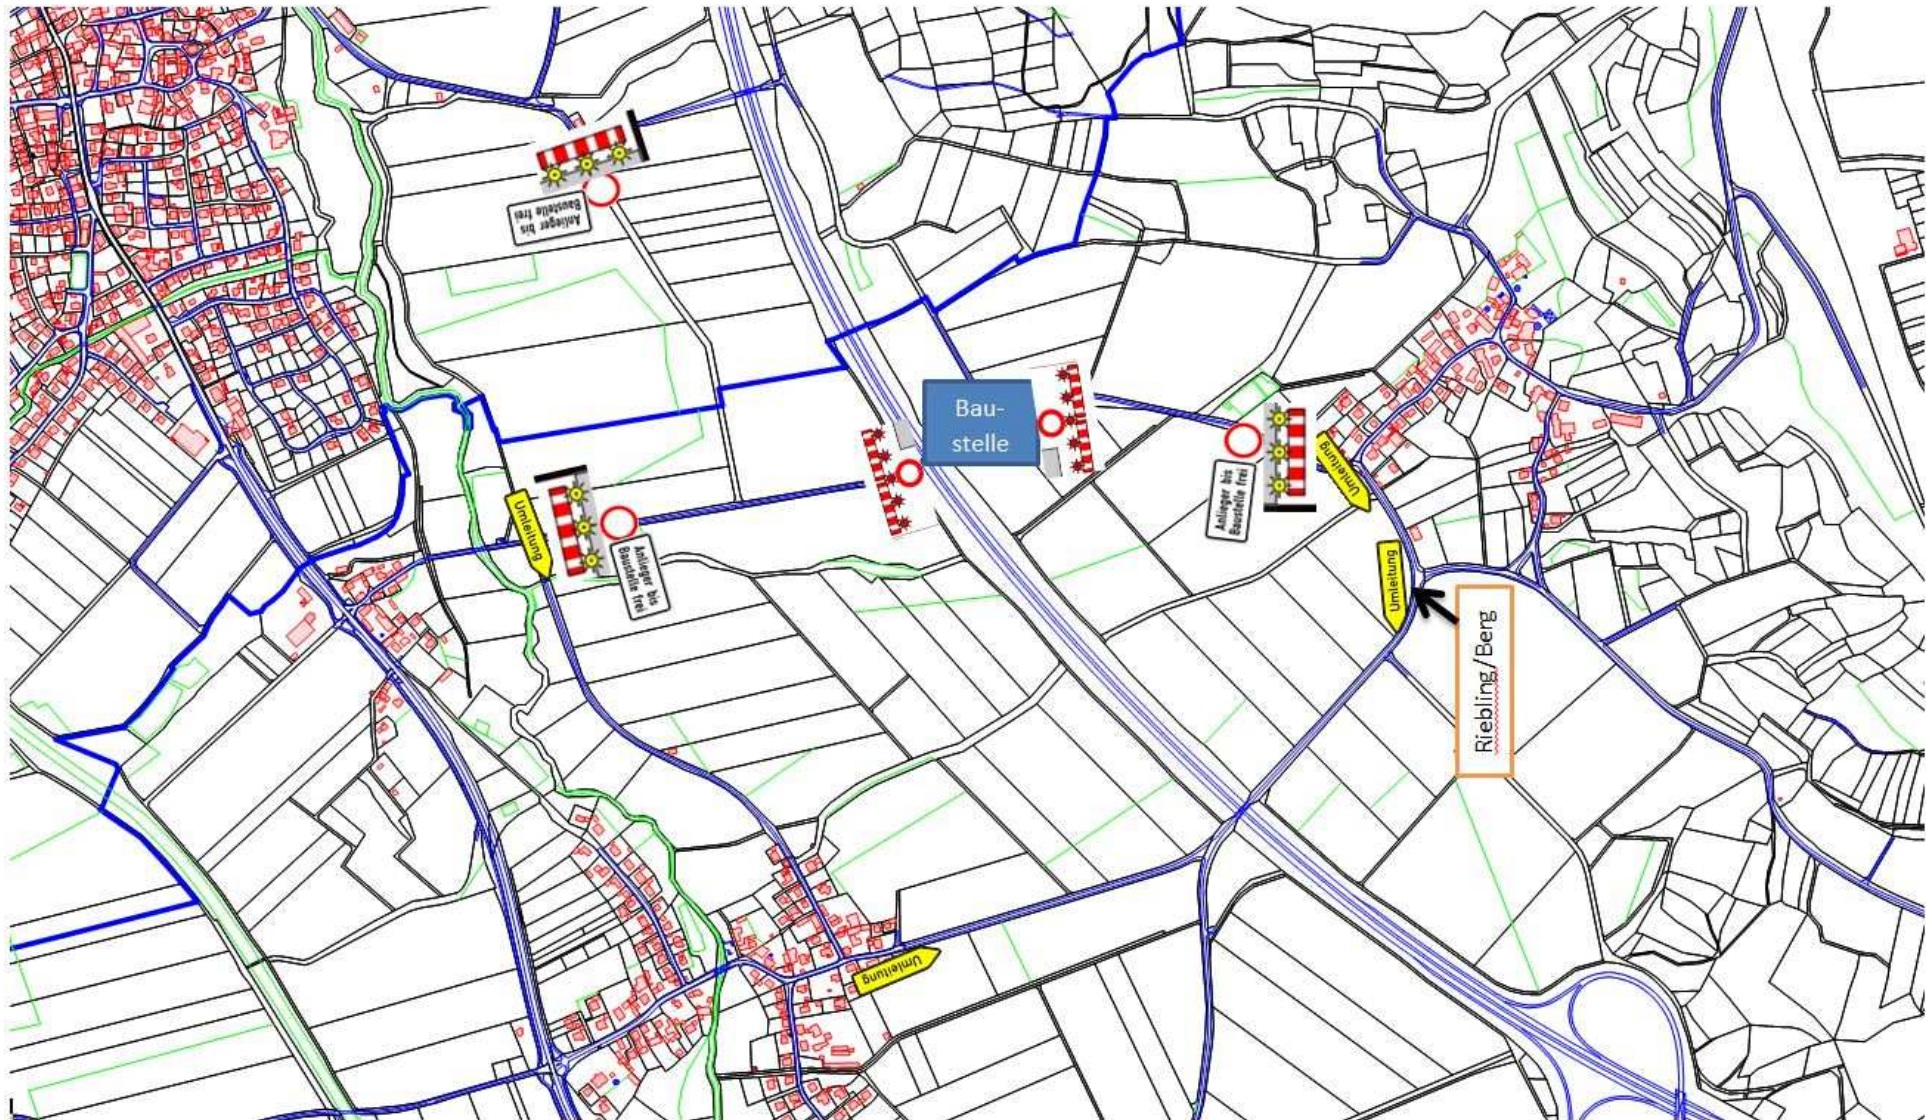 Anlieger bis
Baustelle frei
Bau-
stelle
Umleitung
Anlieger bis
Baustelle frei
Umleitung
Anlieger bis
Baustelle frei
Umleitung
Riebling/Berg
Umleitung